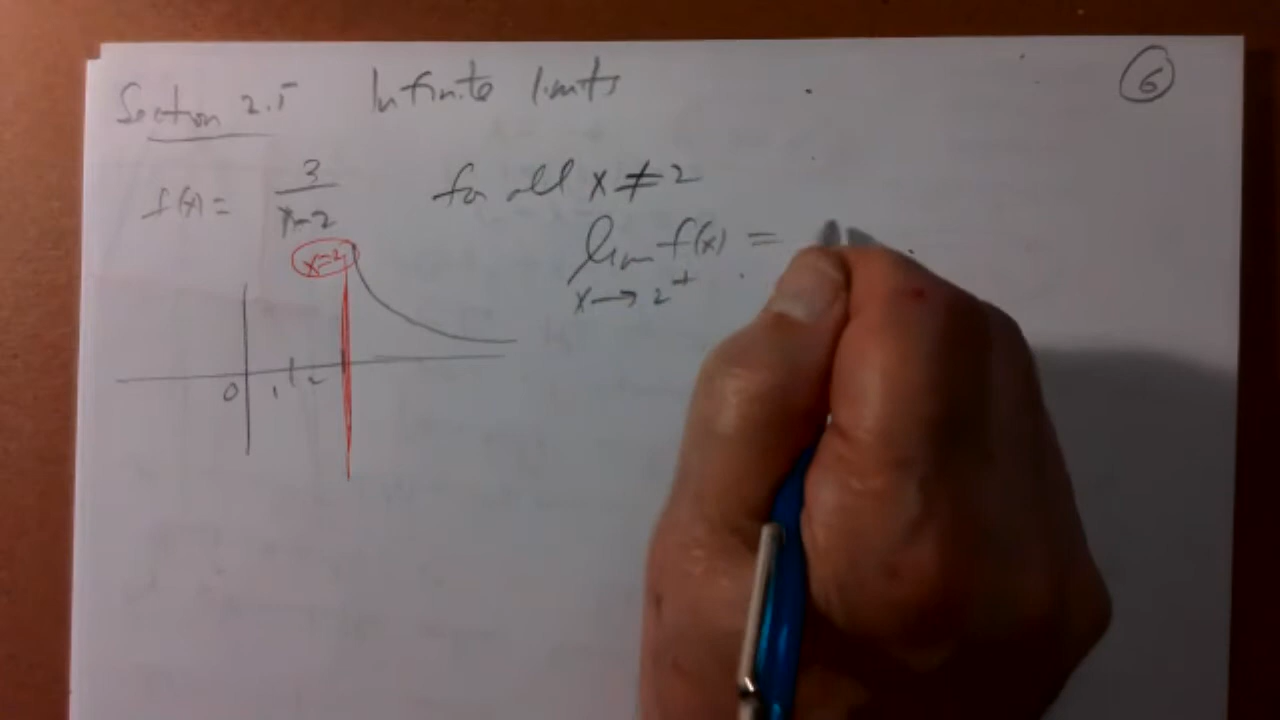 Section 2.5 Infinite limits 6
f(x) = 3/(x-2) for all x ≠ 2
lim f(x) =
x → 2+
x=2
0 1 2